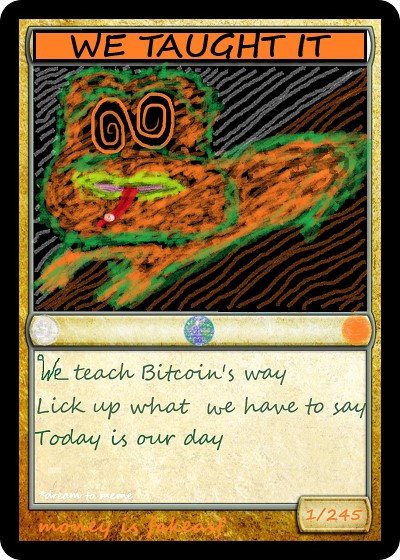 WE TAUGHT IT
We teach Bitcoin's way
Lick up what we have to say
Today is our day
*dream to meme*
1/245
money is fakeasf